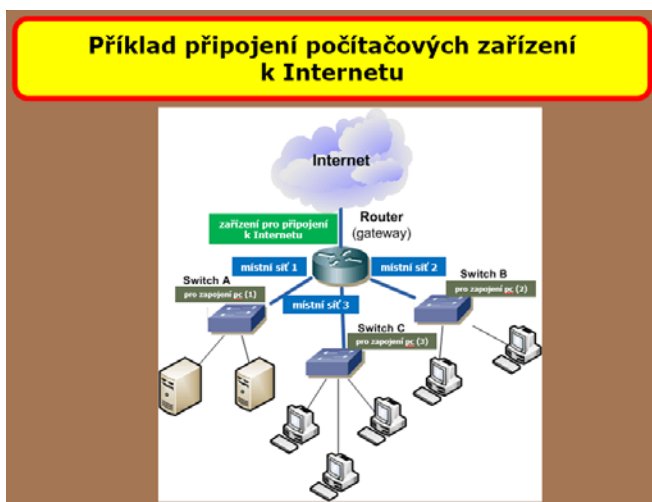 Příklad připojení počítačových zařízení
k Internetu
Internet
zařízení pro připojení
k Internetu
Router
(gateway)
místní síť 1
místní síť 2
Switch A
pro zapojení pc (1)
Switch B
pro zapojení pc (2)
místní síť 3
Switch C
pro zapojení pc (3)